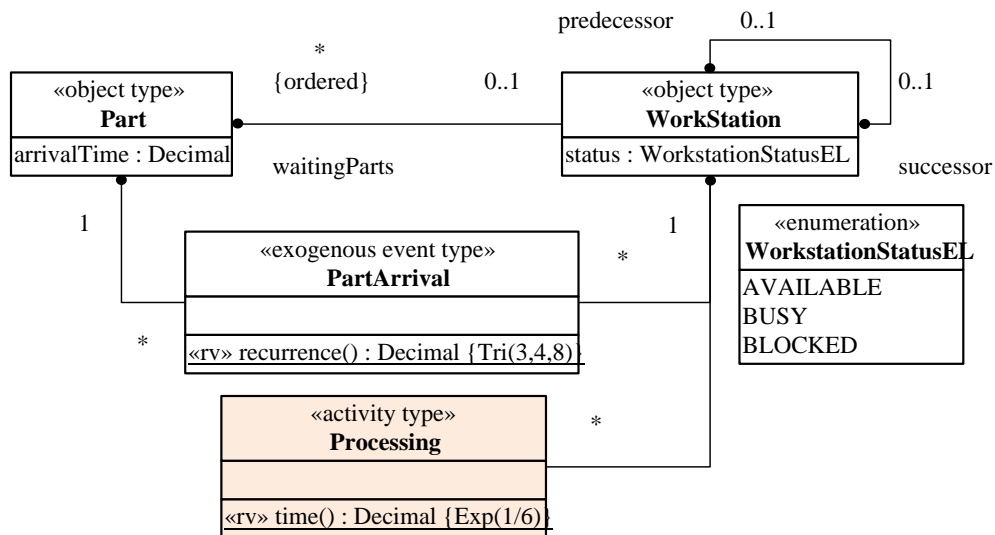 predecessor
0..1
*
{ordered}
0..1
0..1
«object type»
Part
arrivalTime : Decimal
«object type»
WorkStation
status : WorkstationStatusEL
waitingParts
successor
1
1
«exogenous event type»
PartArrival
«rv» recurrence() : Decimal {Tri(3,4,8)}
*
*
«enumeration»
WorkstationStatusEL
AVAILABLE
BUSY
BLOCKED
«activity type»
Processing
«rv» time() : Decimal {Exp(1/6)}
*